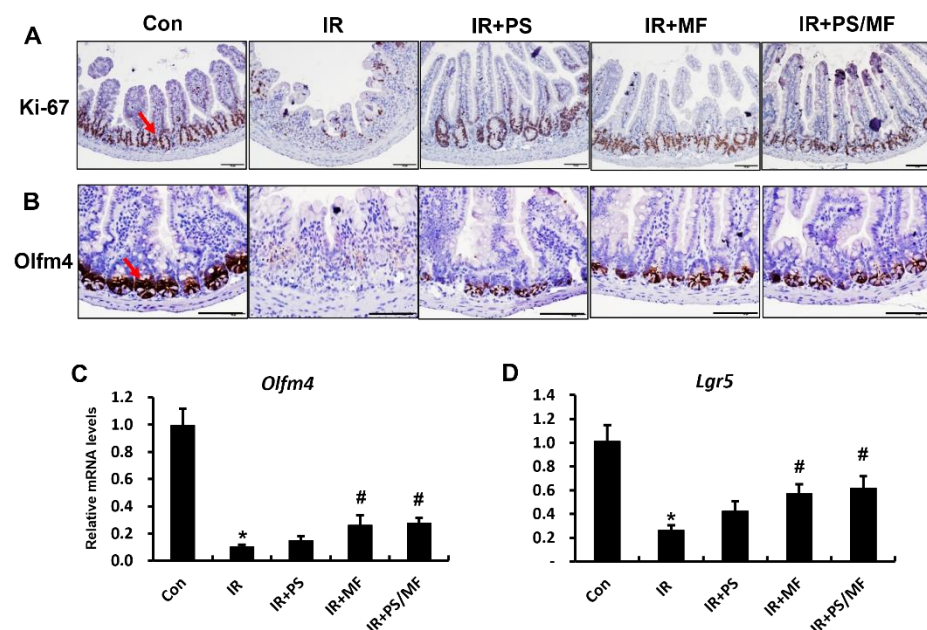 Con IR IR+PS IR+MF IR+PS/MF
A
Ki-67
B
Olfm4
C
Olfm4
Relative mRNA levels
1.2
1.0
0.8
0.6
0.4
0.2
0.0
*
#
#
Con IR IR+PS IR+MF IR+PS/MF
D
Lgr5
1.4
1.2
1.0
0.8
0.6
0.4
0.2
-
*
#
#
Con IR IR+PS IR+MF IR+PS/MF